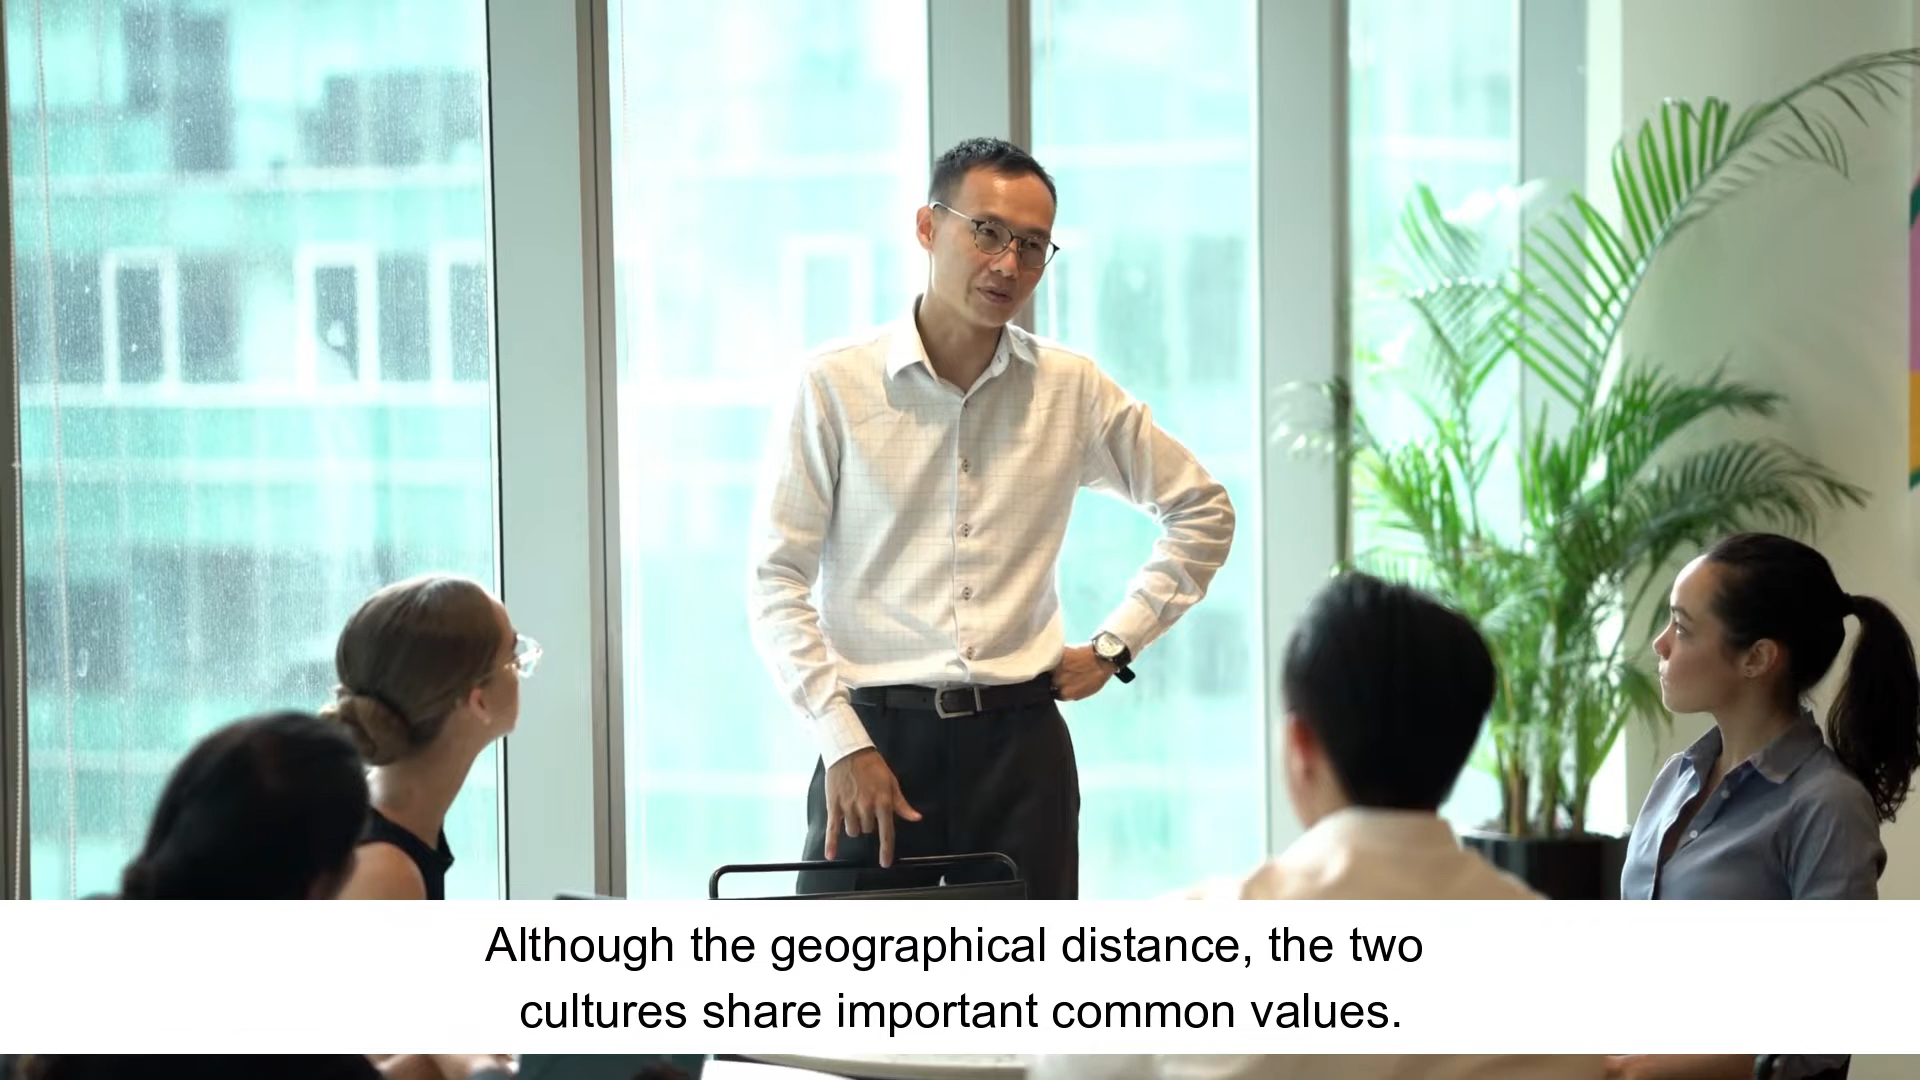 Although the geographical distance, the two
cultures share important common values.